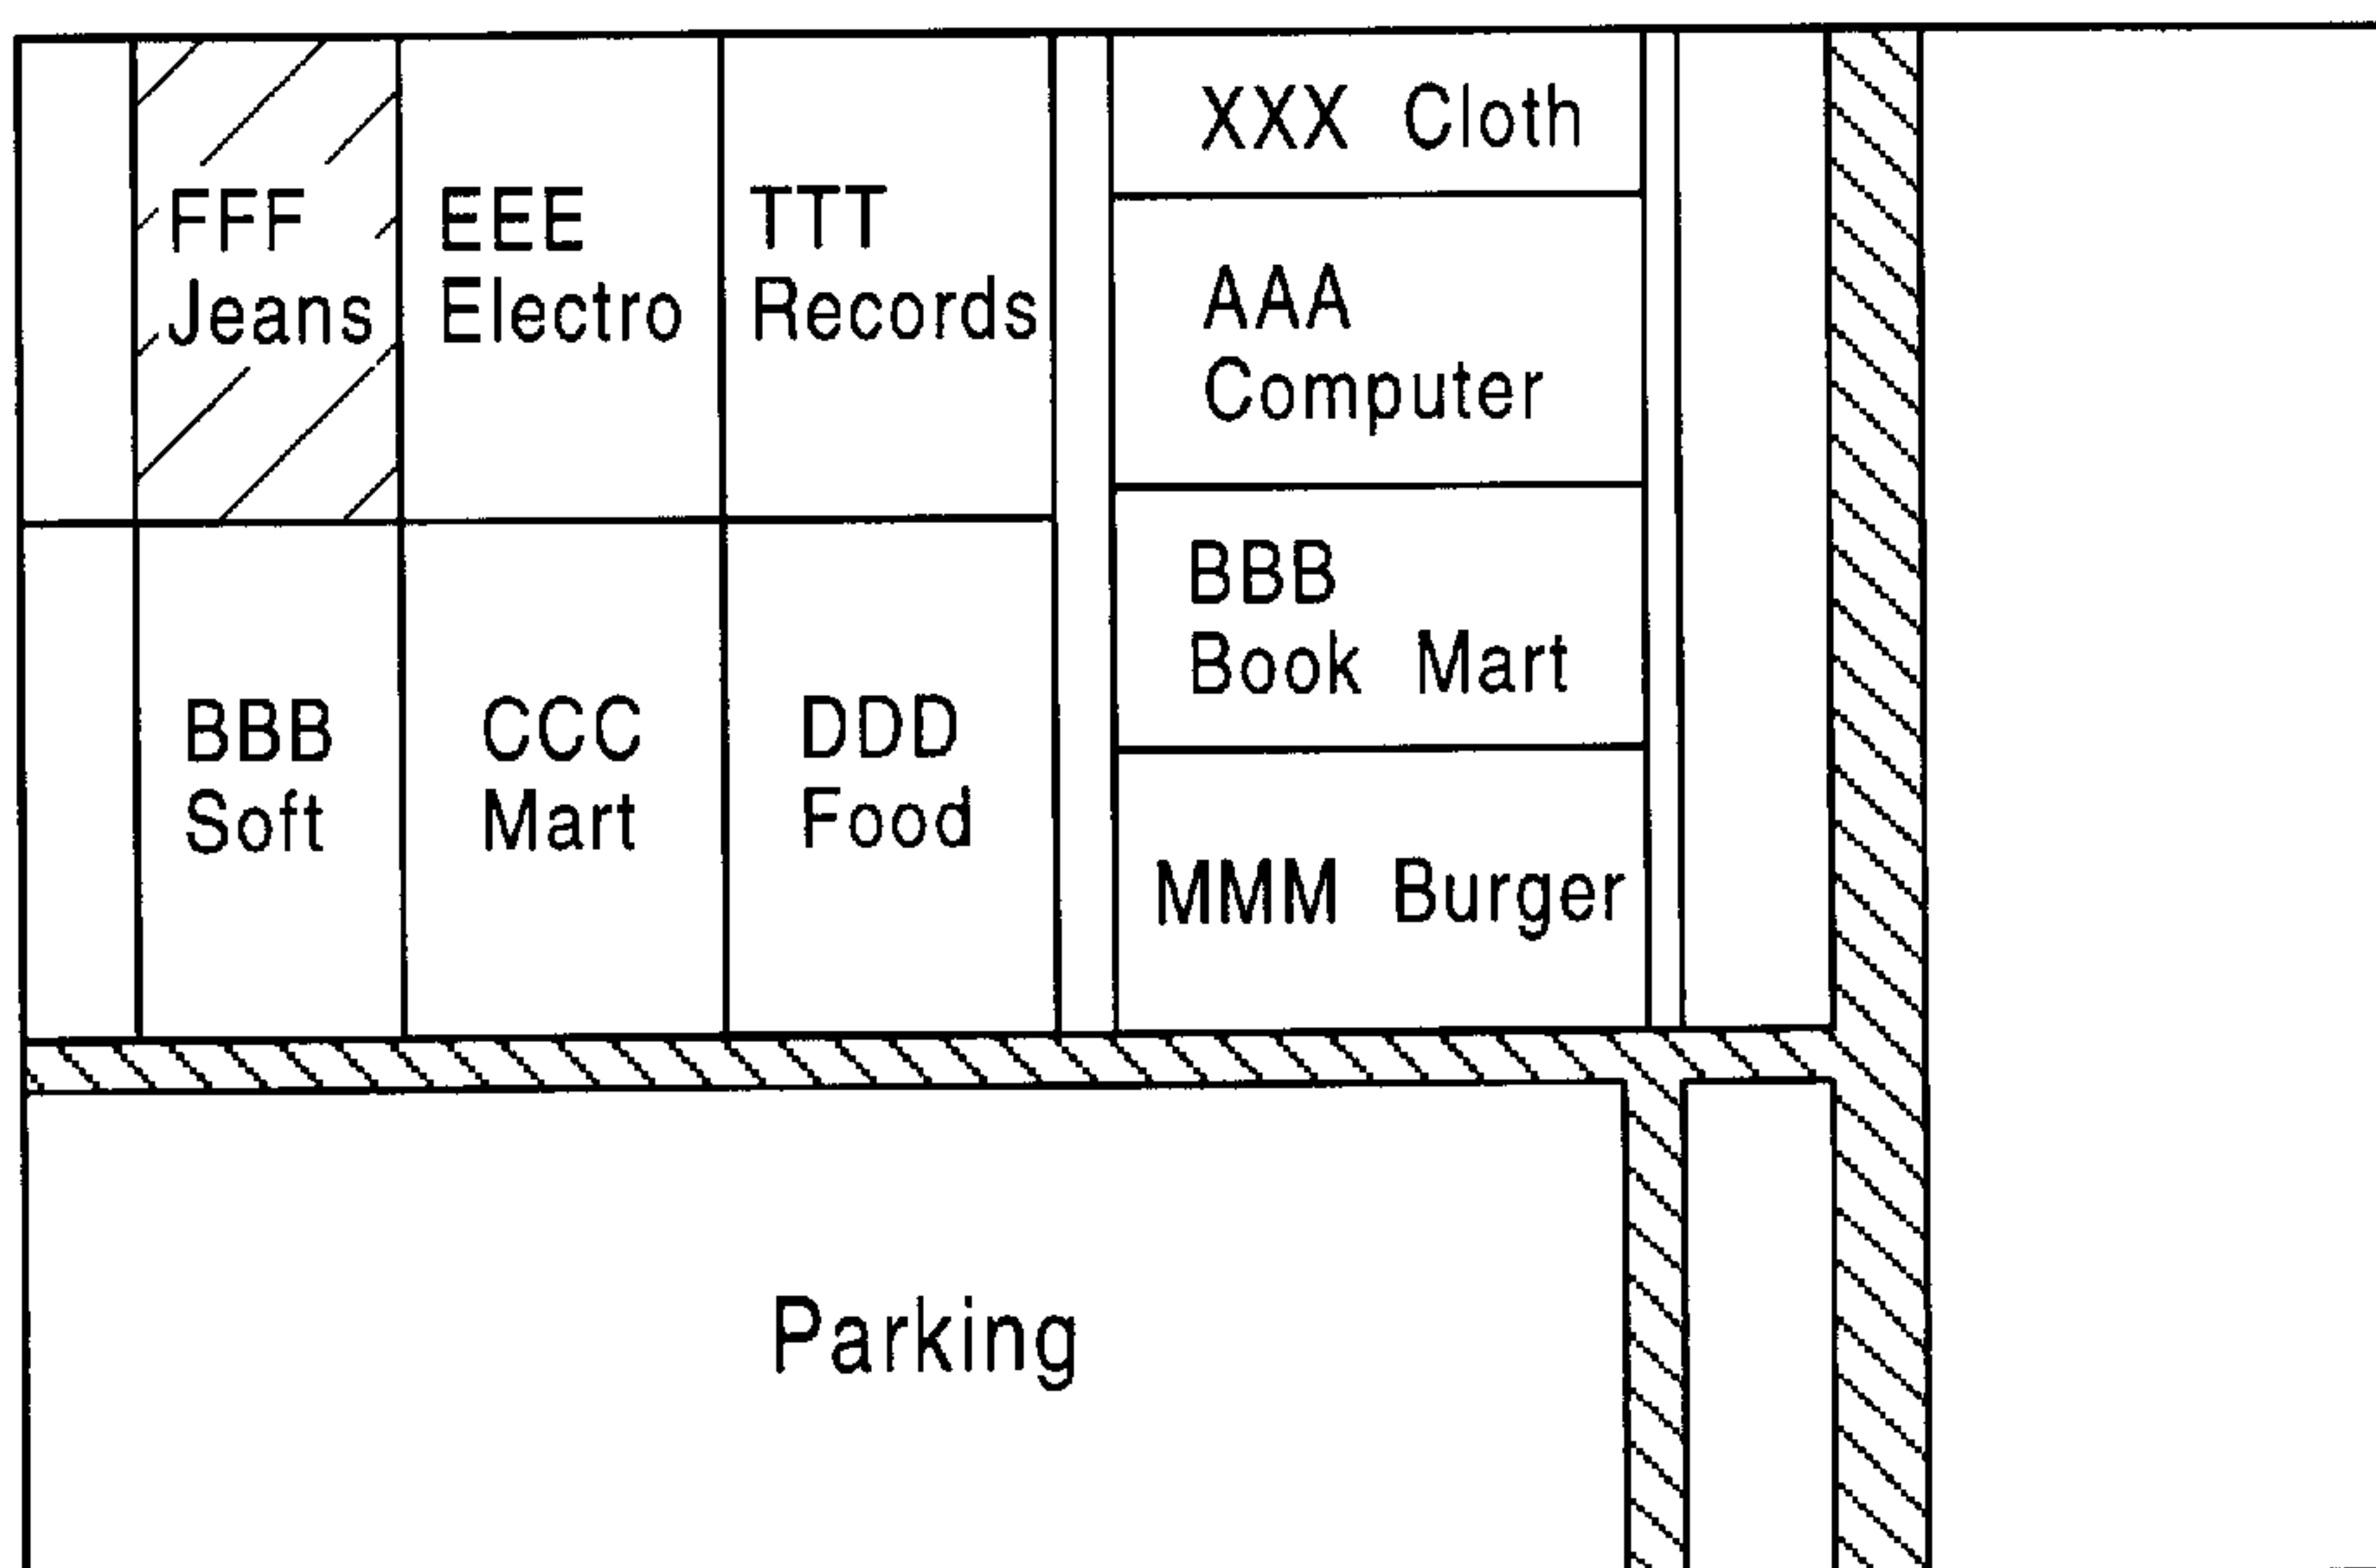 FFF
Jeans
EEE
Electro
TTT
Records
XXX Cloth
AAA
Computer
BBB
Book Mart
MMM Burger
BBB
Soft
CCC
Mart
DDD
Food
Parking